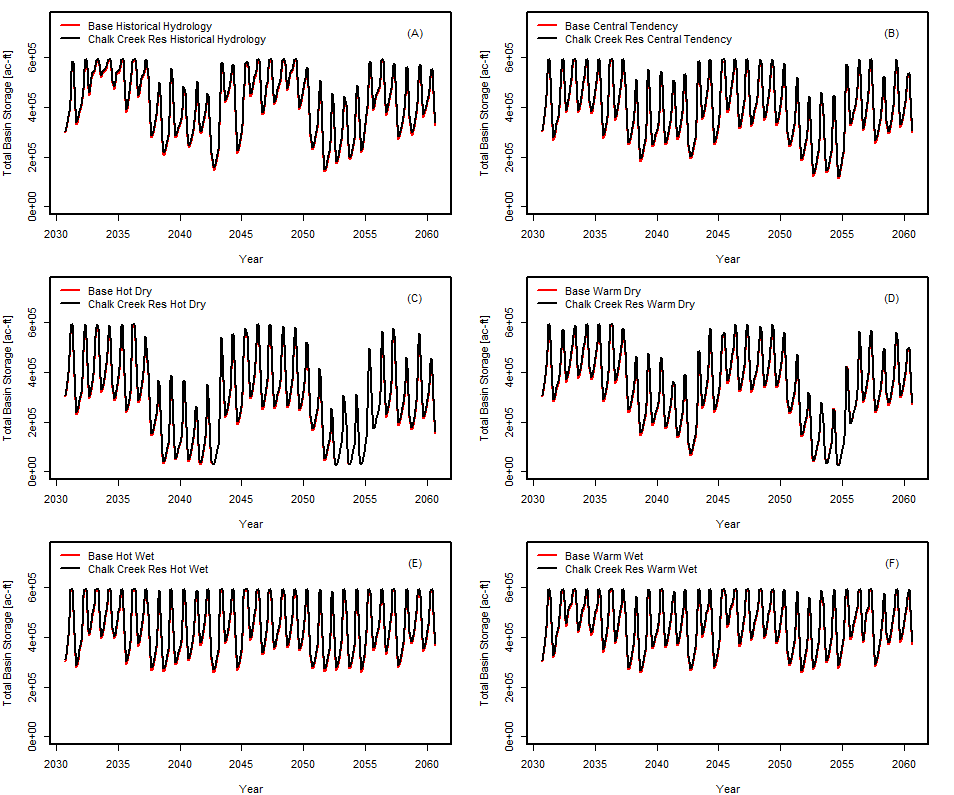 Base Historical Hydrology
Chalk Creek Res Historical Hydrology
(A)
Total Basin Storage [ac-ft]
0e+00 2e+05 4e+05 6e+05
2030 2035 2040 2045 2050 2055 2060
Year
Base Central Tendency
Chalk Creek Res Central Tendency
(B)
Total Basin Storage [ac-ft]
0e+00 2e+05 4e+05 6e+05
2030 2035 2040 2045 2050 2055 2060
Year
Base Hot Dry
Chalk Creek Res Hot Dry
(C)
Total Basin Storage [ac-ft]
0e+00 2e+05 4e+05 6e+05
2030 2035 2040 2045 2050 2055 2060
Year
Base Warm Dry
Chalk Creek Res Warm Dry
(D)
Total Basin Storage [ac-ft]
0e+00 2e+05 4e+05 6e+05
2030 2035 2040 2045 2050 2055 2060
Year
Base Hot Wet
Chalk Creek Res Hot Wet
(E)
Total Basin Storage [ac-ft]
0e+00 2e+05 4e+05 6e+05
2030 2035 2040 2045 2050 2055 2060
Year
Base Warm Wet
Chalk Creek Res Warm Wet
(F)
Total Basin Storage [ac-ft]
0e+00 2e+05 4e+05 6e+05
2030 2035 2040 2045 2050 2055 2060
Year